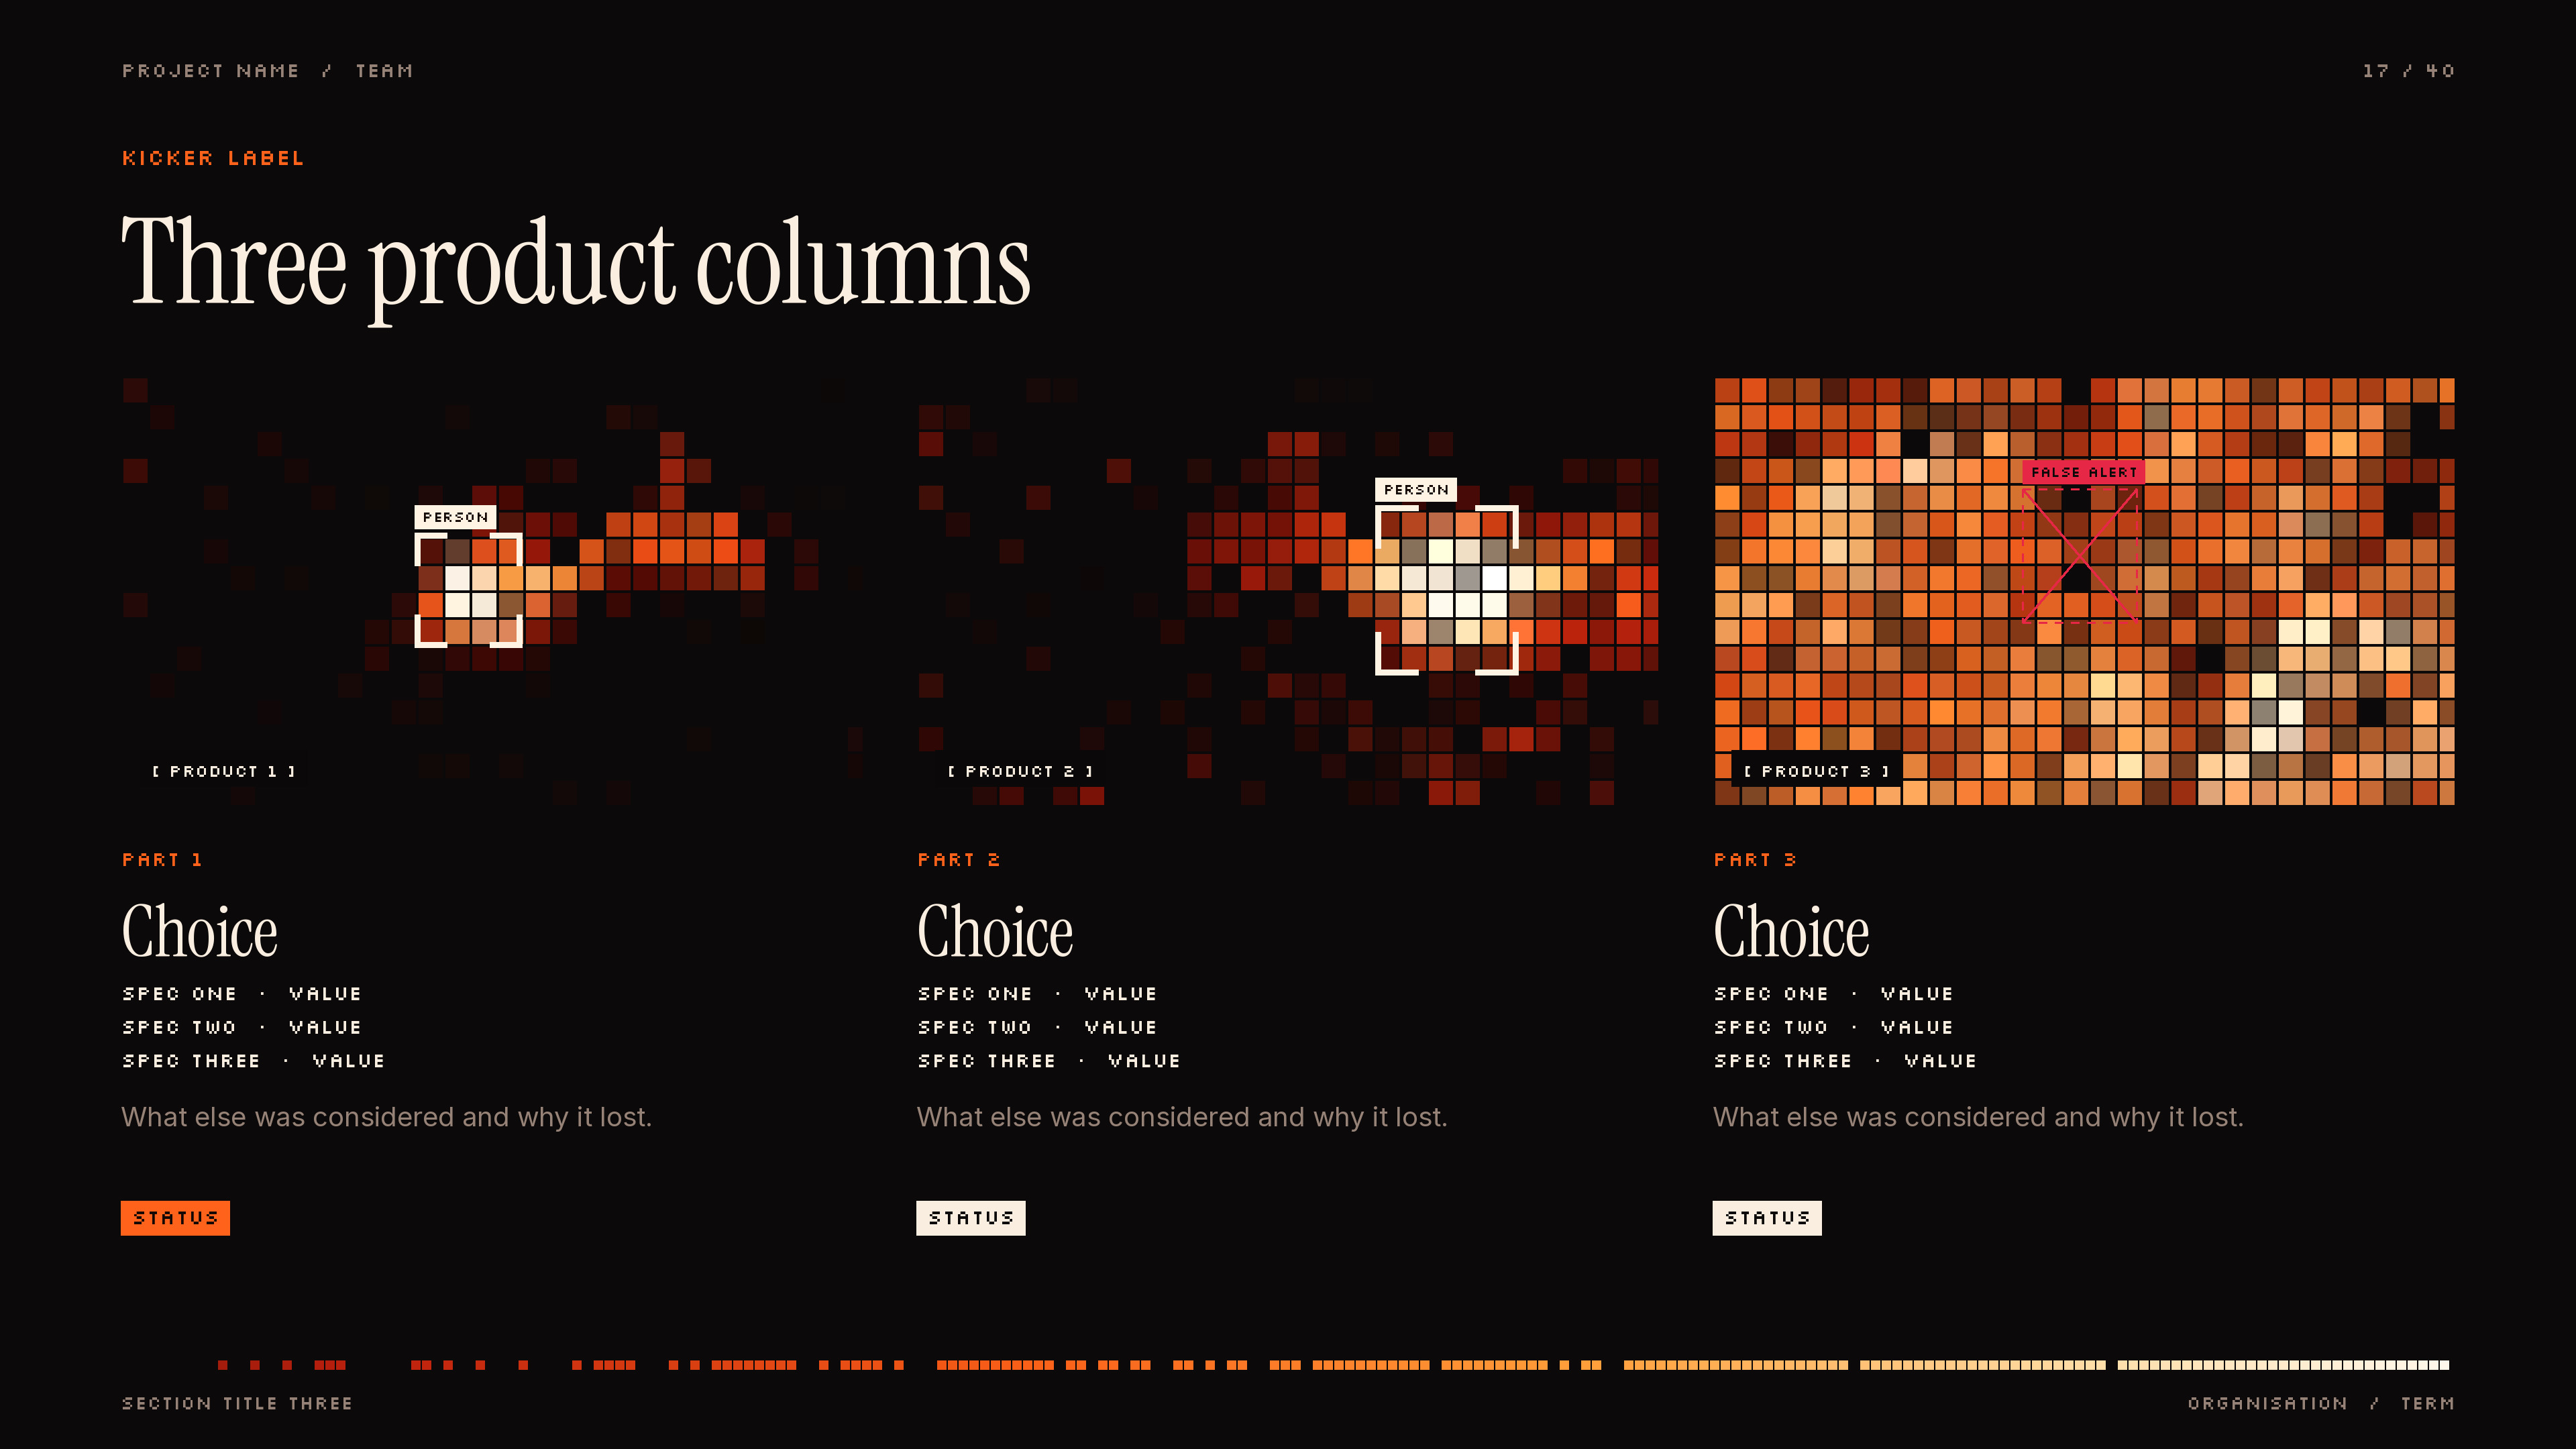 PROJECT NAME / TEAM
17 / 40
KICKER LABEL
Three product columns
PERSON
[ PRODUCT 1 ]
PERSON
[ PRODUCT 2 ]
FALSE ALERT
[ PRODUCT 3 ]
PART 1
Choice
SPEC ONE · VALUE
SPEC TWO · VALUE
SPEC THREE · VALUE
What else was considered and why it lost.
STATUS
PART 2
Choice
SPEC ONE · VALUE
SPEC TWO · VALUE
SPEC THREE · VALUE
What else was considered and why it lost.
STATUS
PART 3
Choice
SPEC ONE · VALUE
SPEC TWO · VALUE
SPEC THREE · VALUE
What else was considered and why it lost.
STATUS
SECTION TITLE THREE
ORGANISATION / TERM